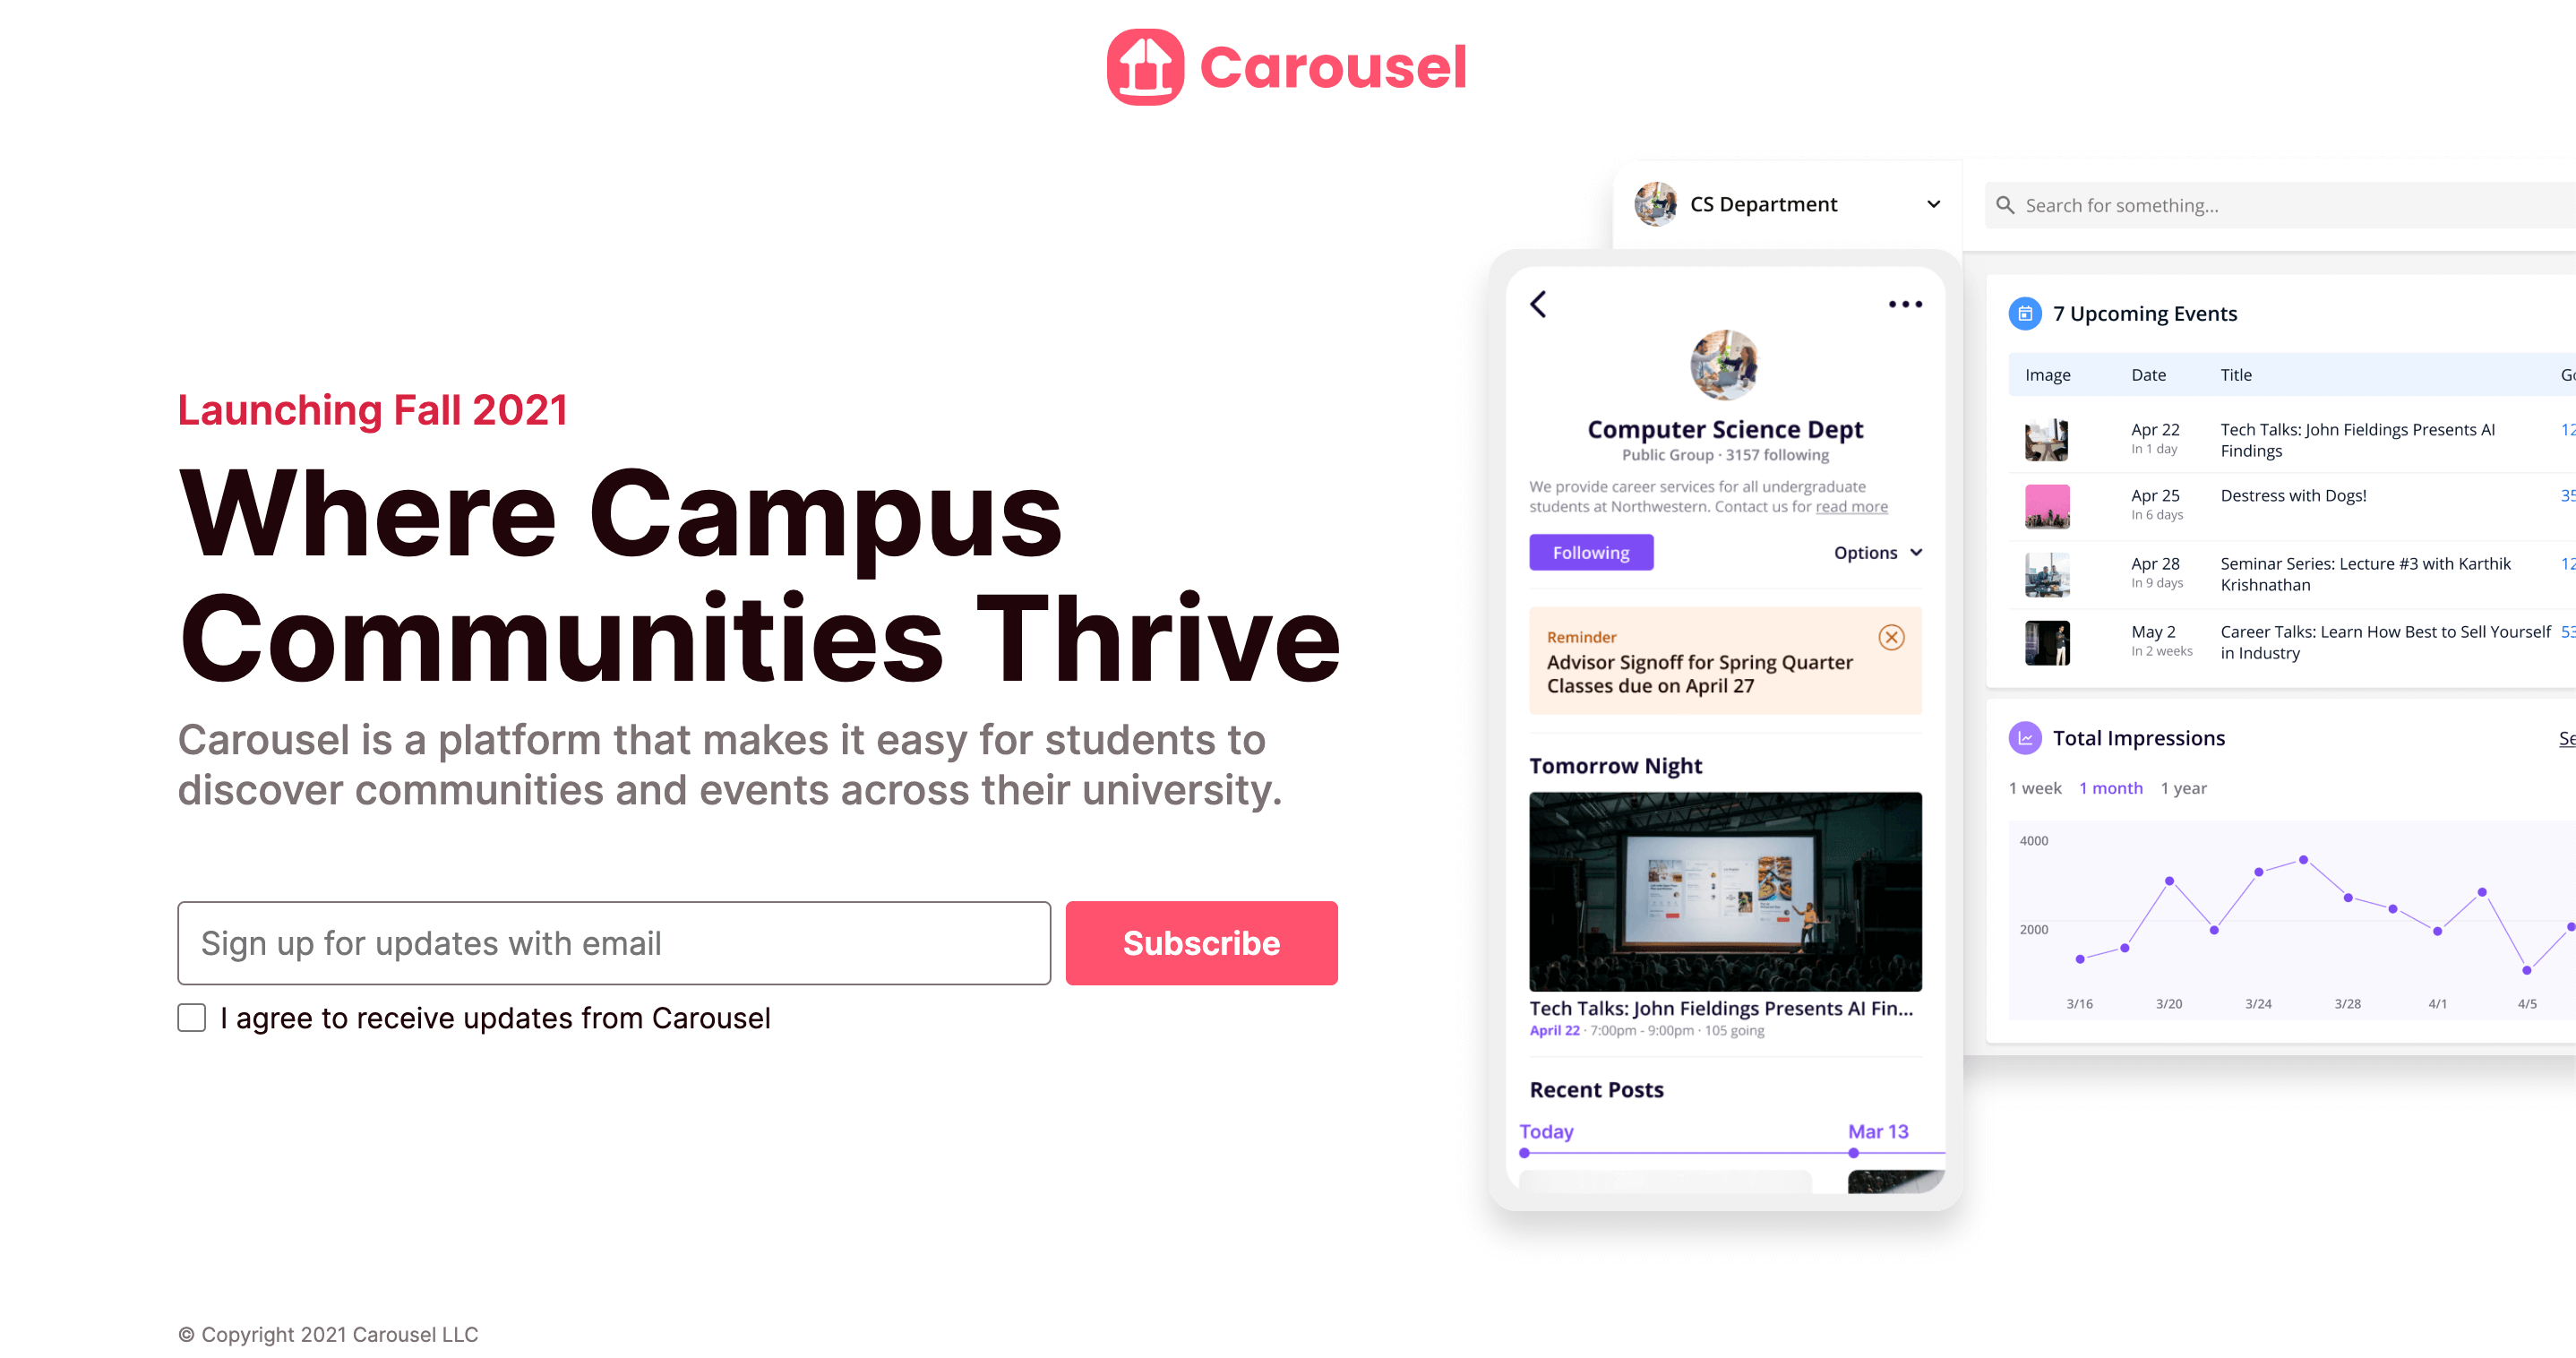 Carousel
Launching Fall 2021
Where Campus
Communities Thrive
Carousel is a platform that makes it easy for students to
discover communities and events across their university.
Sign up for updates with email
Subscribe
I agree to receive updates from Carousel
© Copyright 2021 Carousel LLC
CS Department
Computer Science Dept
Public Group · 3157 following
We provide career services for all undergraduate
students at Northwestern. Contact us for read more
Following
Options
Reminder
Advisor Signoff for Spring Quarter
Classes due on April 27
Tomorrow Night
Tech Talks: John Fieldings Presents AI Fin...
April 22 · 7:00pm - 9:00pm · 105 going
Recent Posts
Today Mar 13
Search for something...
7 Upcoming Events
Image Date Title
Apr 22
In 1 day
Tech Talks: John Fieldings Presents AI
Findings
Apr 25
In 6 days
Destress with Dogs!
Apr 28
In 9 days
Seminar Series: Lecture #3 with Karthik
Krishnathan
May 2
In 2 weeks
Career Talks: Learn How Best to Sell Yourself
in Industry
Total Impressions
1 week 1 month 1 year
4000
2000
3/16 3/20 3/24 3/28 4/1 4/5